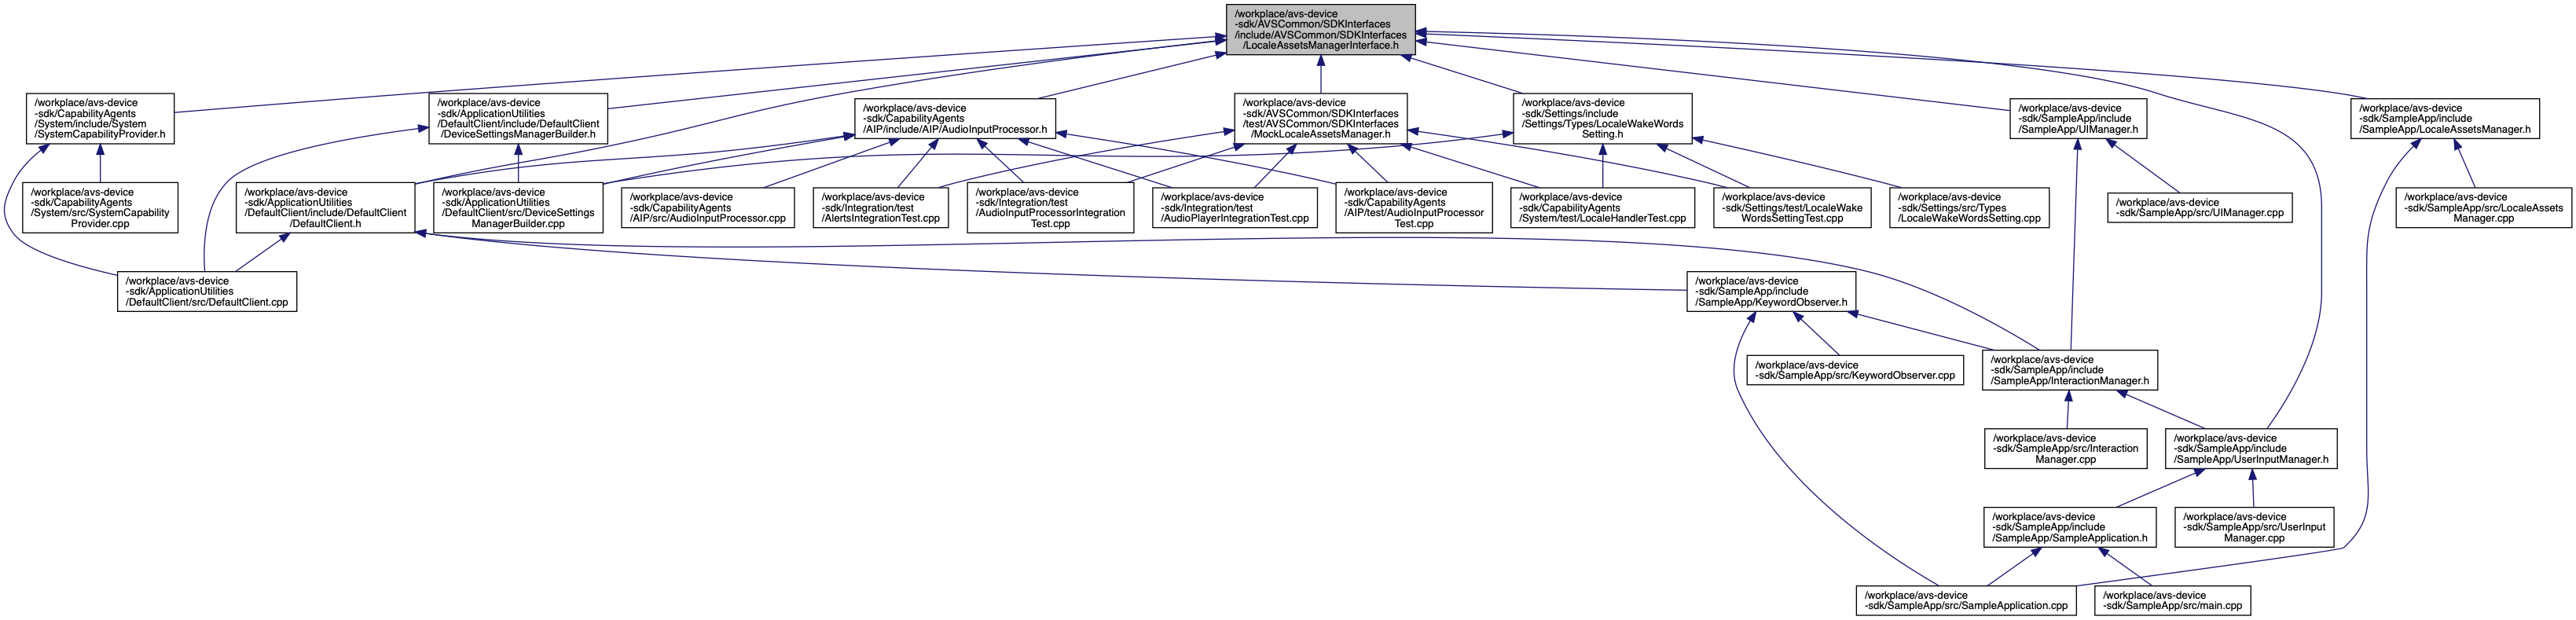 /workplace/avs-device
-sdk/AVSCommon/SDKInterfaces
/include/AVSCommon/SDKInterfaces
/LocaleAssetsManagerInterface.h
/workplace/avs-device
-sdk/CapabilityAgents
/System/include/System
/SystemCapabilityProvider.h
/workplace/avs-device
-sdk/ApplicationUtilities
/DefaultClient/include/DefaultClient
/DeviceSettingsManagerBuilder.h
/workplace/avs-device
-sdk/CapabilityAgents
/AIP/include/AIP/AudioInputProcessor.h
/workplace/avs-device
-sdk/AVSCommon/SDKInterfaces
/test/AVSCommon/SDKInterfaces
/MockLocaleAssetsManager.h
/workplace/avs-device
-sdk/Settings/include
/Settings/Types/LocaleWakeWords
Setting.h
/workplace/avs-device
-sdk/SampleApp/include
/SampleApp/UIManager.h
/workplace/avs-device
-sdk/SampleApp/include
/SampleApp/LocaleAssetsManager.h
/workplace/avs-device
-sdk/CapabilityAgents
/System/src/SystemCapability
Provider.cpp
/workplace/avs-device
-sdk/ApplicationUtilities
/DefaultClient/include/DefaultClient
/DefaultClient.h
/workplace/avs-device
-sdk/ApplicationUtilities
/DefaultClient/src/DeviceSettings
ManagerBuilder.cpp
/workplace/avs-device
-sdk/CapabilityAgents
/AIP/src/AudioInputProcessor.cpp
/workplace/avs-device
-sdk/Integration/test
/AlertsIntegrationTest.cpp
/workplace/avs-device
-sdk/Integration/test
/AudioInputProcessorIntegration
Test.cpp
/workplace/avs-device
-sdk/Integration/test
/AudioPlayerIntegrationTest.cpp
/workplace/avs-device
-sdk/CapabilityAgents
/AIP/test/AudioInputProcessor
Test.cpp
/workplace/avs-device
-sdk/CapabilityAgents
/System/test/LocaleHandlerTest.cpp
/workplace/avs-device
-sdk/Settings/test/LocaleWake
WordsSettingTest.cpp
/workplace/avs-device
-sdk/Settings/src/Types
/LocaleWakeWordsSetting.cpp
/workplace/avs-device
-sdk/SampleApp/src/UIManager.cpp
/workplace/avs-device
-sdk/SampleApp/src/LocaleAssets
Manager.cpp
/workplace/avs-device
-sdk/ApplicationUtilities
/DefaultClient/src/DefaultClient.cpp
/workplace/avs-device
-sdk/SampleApp/include
/SampleApp/KeywordObserver.h
/workplace/avs-device
-sdk/SampleApp/src/KeywordObserver.cpp
/workplace/avs-device
-sdk/SampleApp/include
/SampleApp/InteractionManager.h
/workplace/avs-device
-sdk/SampleApp/src/Interaction
Manager.cpp
/workplace/avs-device
-sdk/SampleApp/include
/SampleApp/UserInputManager.h
/workplace/avs-device
-sdk/SampleApp/include
/SampleApp/SampleApplication.h
/workplace/avs-device
-sdk/SampleApp/src/UserInput
Manager.cpp
/workplace/avs-device
-sdk/SampleApp/src/SampleApplication.cpp
/workplace/avs-device
-sdk/SampleApp/src/main.cpp